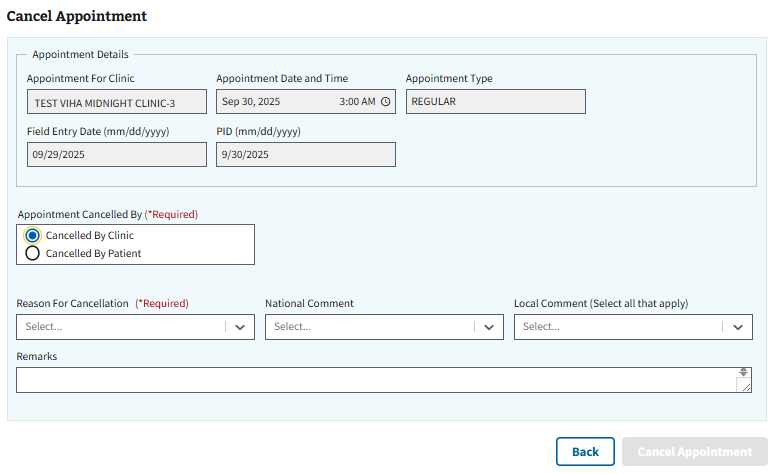 Cancel Appointment
Appointment Details
Appointment For Clinic Appointment Date and Time Appointment Type
TEST VIHA MIDNIGHT CLINIC-3 Sep 30, 2025 3:00 AM REGULAR
Field Entry Date (mm/dd/yyyy) PID (mm/dd/yyyy)
09/29/2025 9/30/2025
Appointment Cancelled By (*Required)
Cancelled By Clinic
Cancelled By Patient
Reason For Cancellation (*Required) National Comment Local Comment (Select all that apply)
Select... Select... Select...
Remarks
Back Cancel Appointment